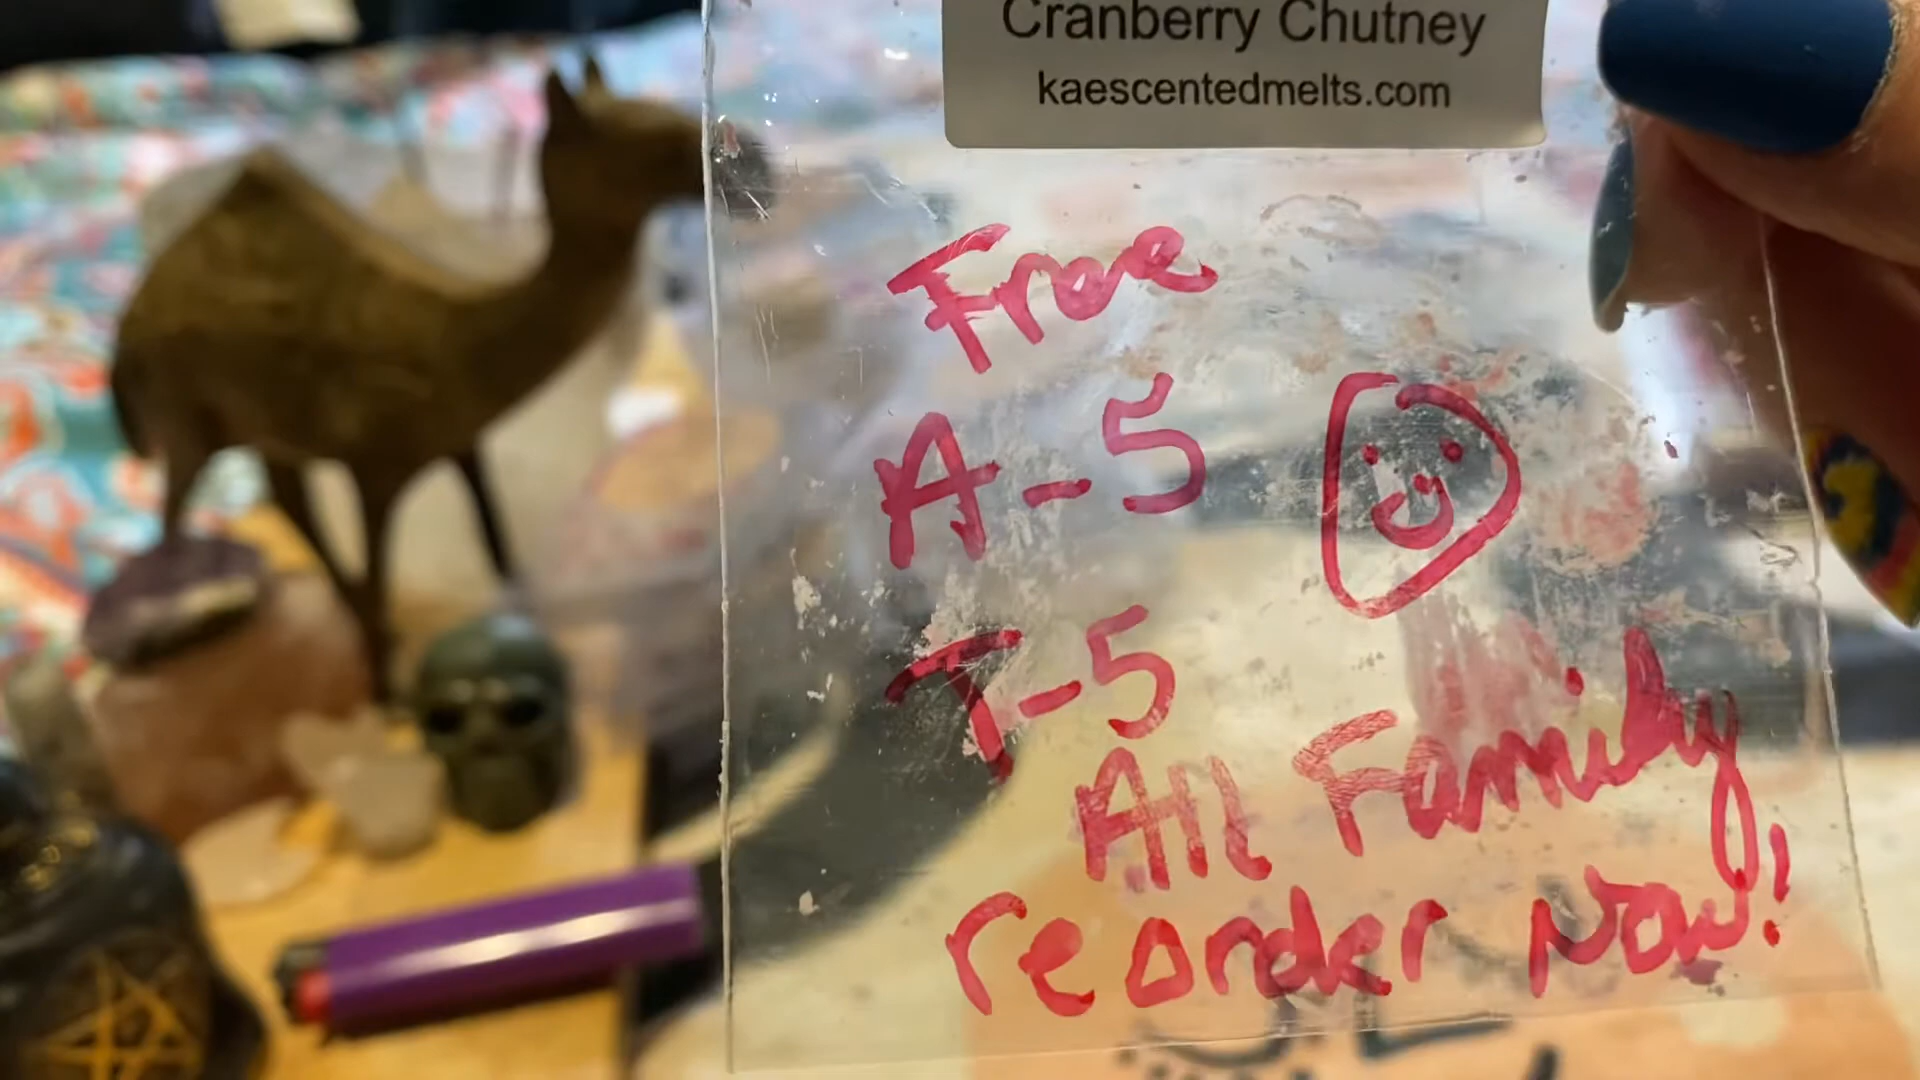 Cranberry Chutney
kaescentedmelts.com
Free
A-5
T-5
All Family
reorder Now!